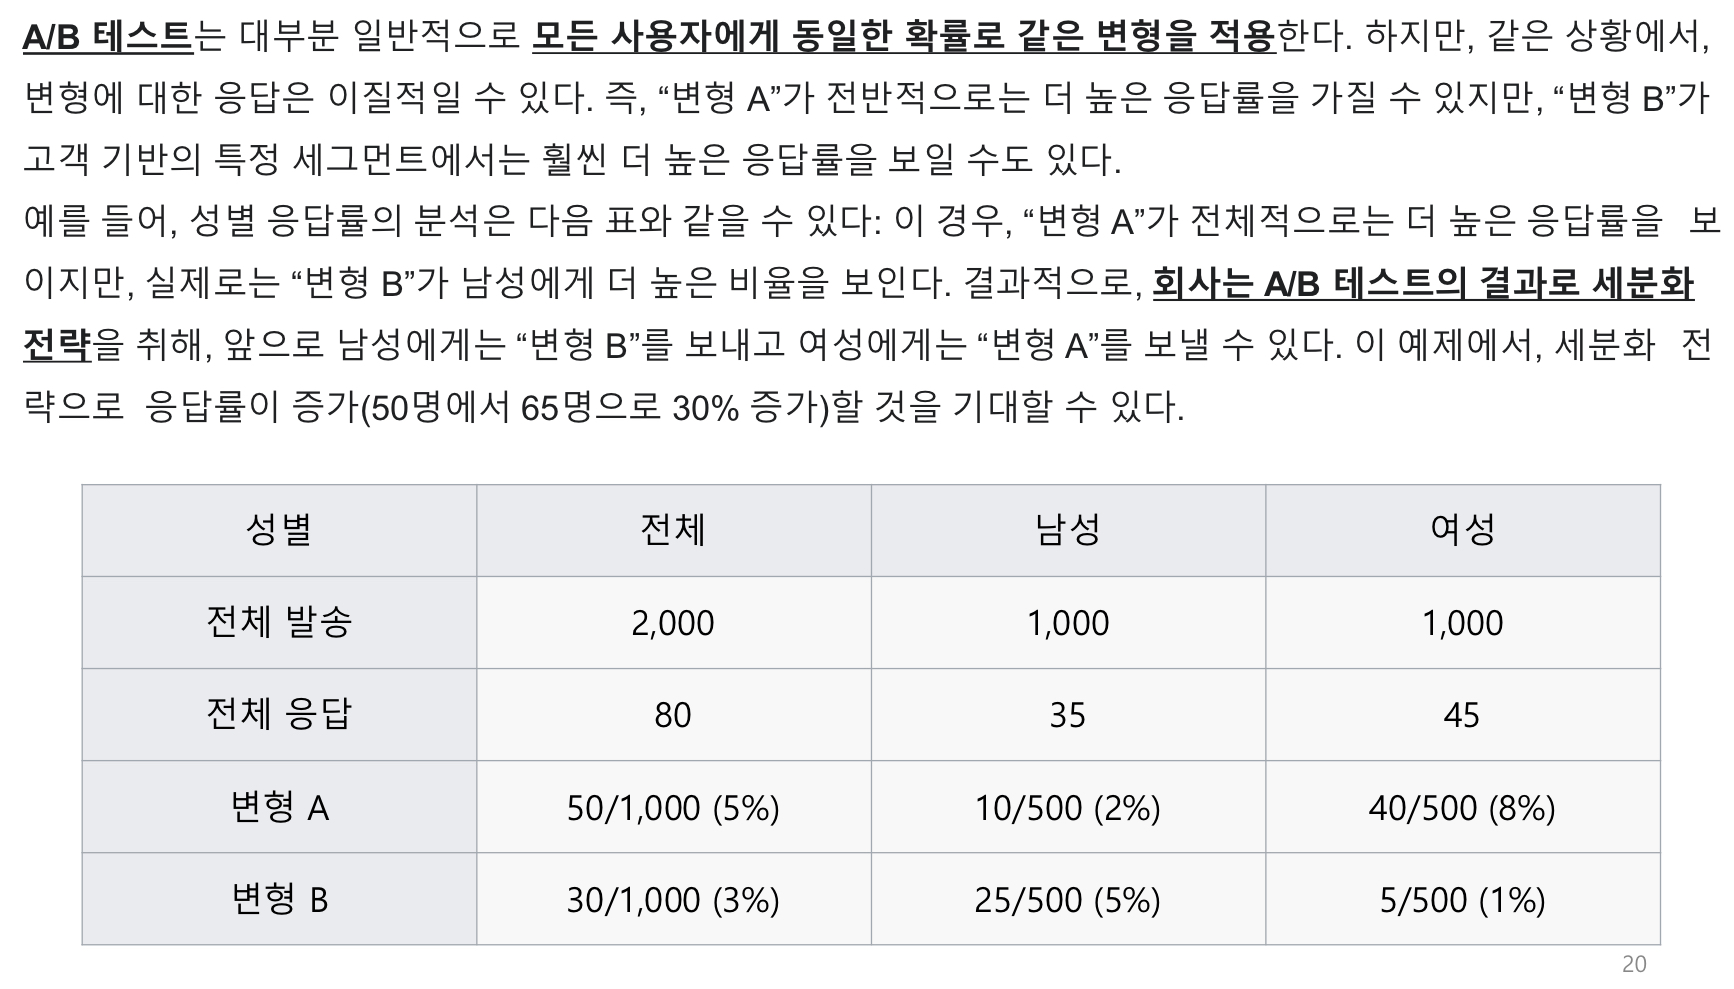 A/B 테스트는 대부분 일반적으로 모든 사용자에게 동일한 확률로 같은 변형을 적용한다. 하지만, 같은 상황에서,
변형에 대한 응답은 이질적일 수 있다. 즉, “변형 A”가 전반적으로는 더 높은 응답률을 가질 수 있지만, “변형 B”가
고객 기반의 특정 세그먼트에서는 훨씬 더 높은 응답률을 보일 수도 있다.
예를 들어, 성별 응답률의 분석은 다음 표와 같을 수 있다: 이 경우, “변형 A”가 전체적으로는 더 높은 응답률을 보
이지만, 실제로는 “변형 B”가 남성에게 더 높은 비율을 보인다. 결과적으로, 회사는 A/B 테스트의 결과로 세분화
전략을 취해, 앞으로 남성에게는 “변형 B”를 보내고 여성에게는 “변형 A”를 보낼 수 있다. 이 예제에서, 세분화 전
략으로 응답률이 증가(50명에서 65명으로 30% 증가)할 것을 기대할 수 있다.
성별 전체 남성 여성
전체 발송 2,000 1,000 1,000
전체 응답 80 35 45
변형 A 50/1,000 (5%) 10/500 (2%) 40/500 (8%)
변형 B 30/1,000 (3%) 25/500 (5%) 5/500 (1%)
20